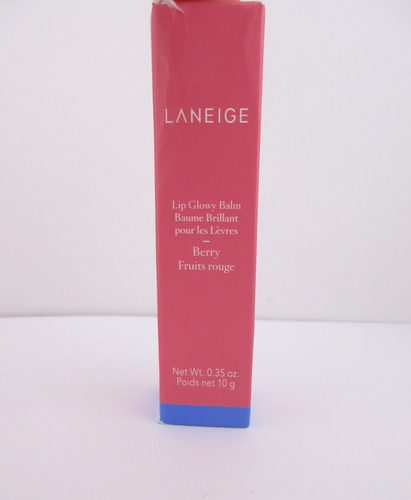 LANEIGE
Lip Glowy Balm
Baume Brillant
pour les Lèvres
–
Berry
Fruits rouge
Net Wt. 0.35 oz.
Poids net 10 g